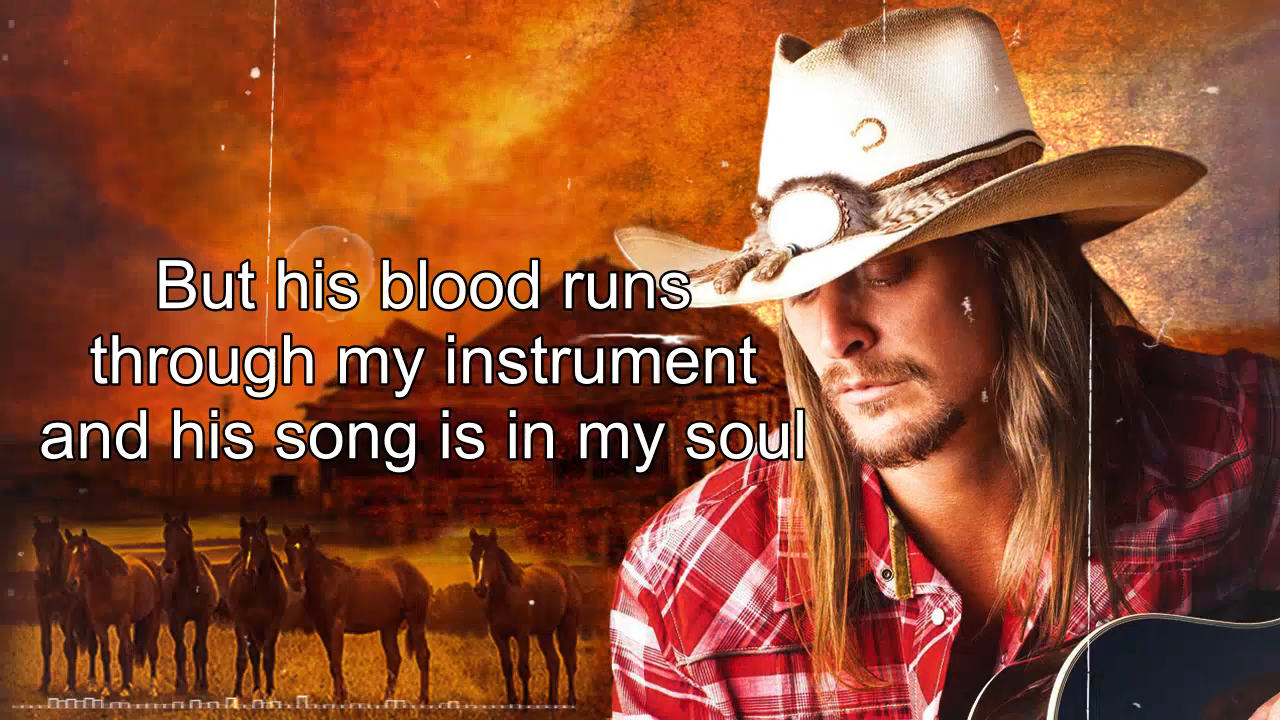 But his blood runs
through my instrument
and his song is in my soul